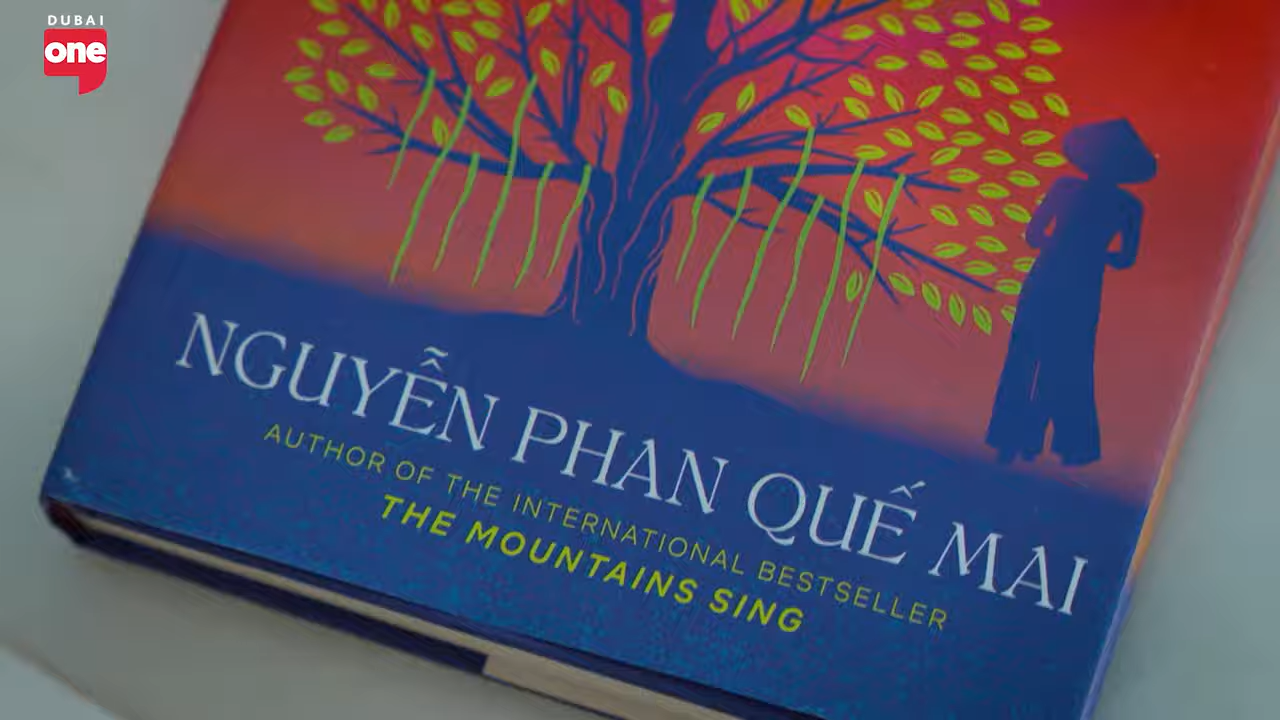 DUBAI
one
NGUYỄN PHAN QUẾ MAI
AUTHOR OF THE INTERNATIONAL BESTSELLER
THE MOUNTAINS SING